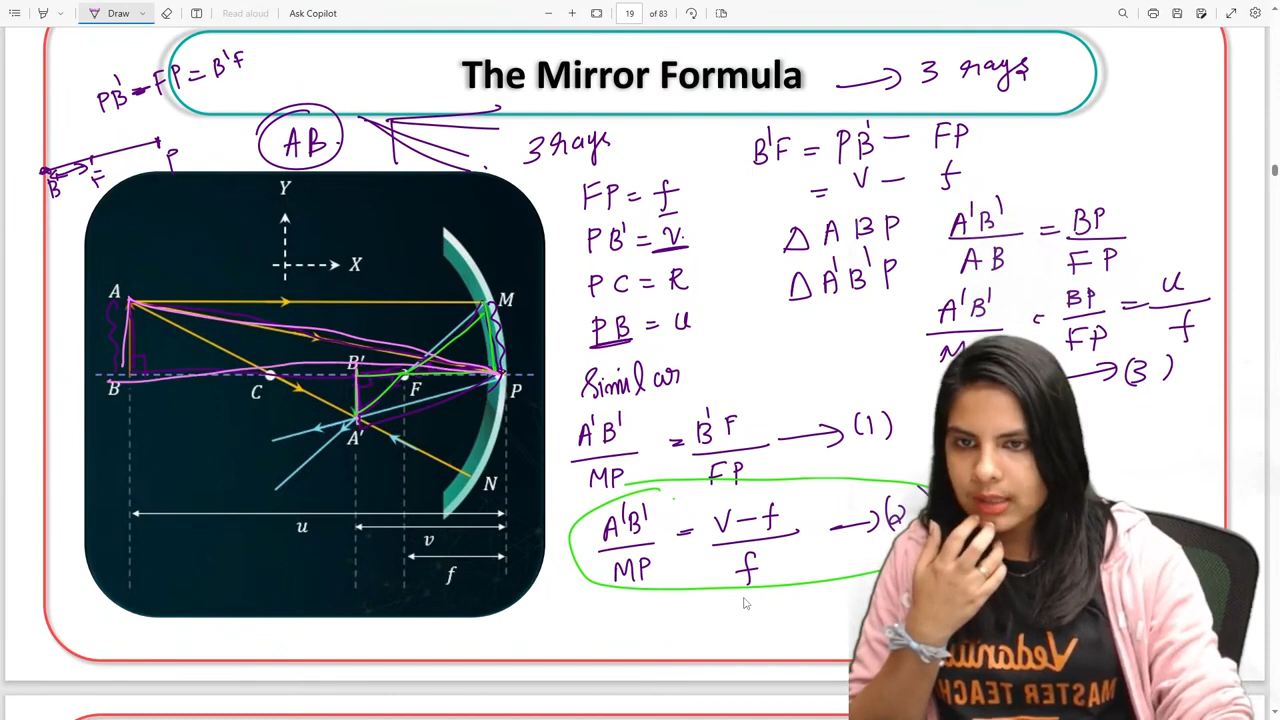 Draw
Read aloud
Ask Copilot
19 of 83
The Mirror Formula
→ 3 rays
PB' - FP = B'F
AB
3 rays
B
F
P
FP = f
PB' = v
PC = R
PB = u
Similar
A'B'/MP = B'F/FP → (1)
A'B'/MP = v-f/f → (2)
B'F = PB' - FP
= v - f
Δ ABP
Δ A'B'P
A'B'/AB = BP/FP
BP/FP = u/f
→ (3)
Y
X
A
M
B
C
B'
F
P
A'
N
u
v
f
Vedantu
MASTER TEACH